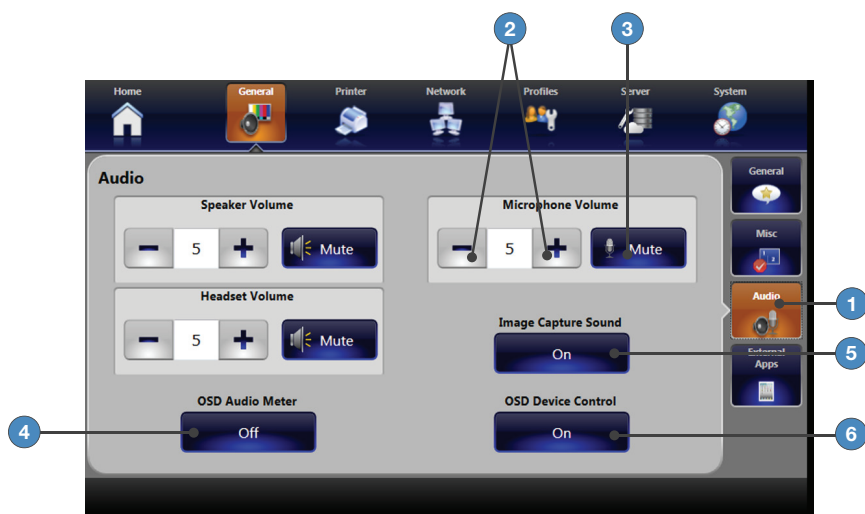 2 3
Home General Printer Network Profiles Server System
Audio
General
Speaker Volume Microphone Volume
Misc
5 Mute 5 Mute
Headset Volume
Audio
1
5 Mute
Image Capture Sound
On
5
External
Apps
OSD Audio Meter OSD Device Control
4
Off On
6